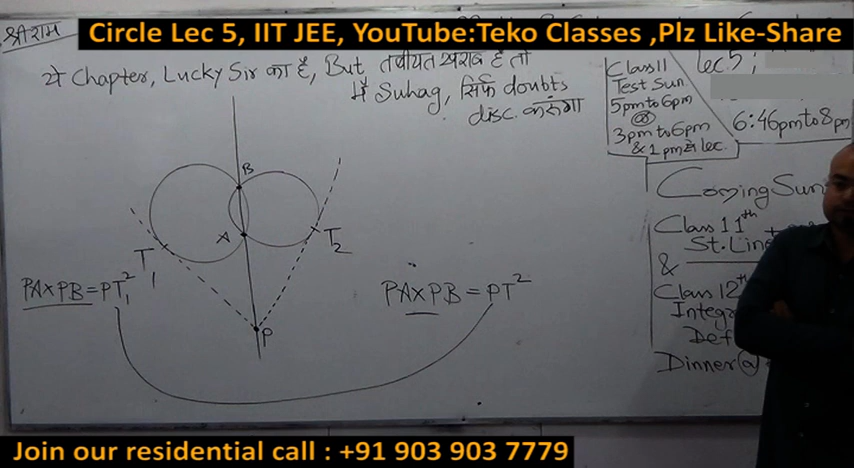 श्री राम
Circle Lec 5, IIT JEE, YouTube:Teko Classes ,Plz Like-Share
ये Chapter, Lucky Sir का है, But तबीयत खराब है तो
मैं Suhag, सिर्फ doubts
disc. करूंगा
Class 11
Test Sun.
5pm to 6pm
3pm to 6pm
& 1 pm से lec.
Lec 5;
6:46pm to 8pm
B
A
T1
T2
P
PA×PB=PT1²
PA×PB=PT²
Coming Sun
Class 11th
St. Line
&
Class 12th
Integr
Def
Dinner @
Join our residential call : +91 903 903 7779